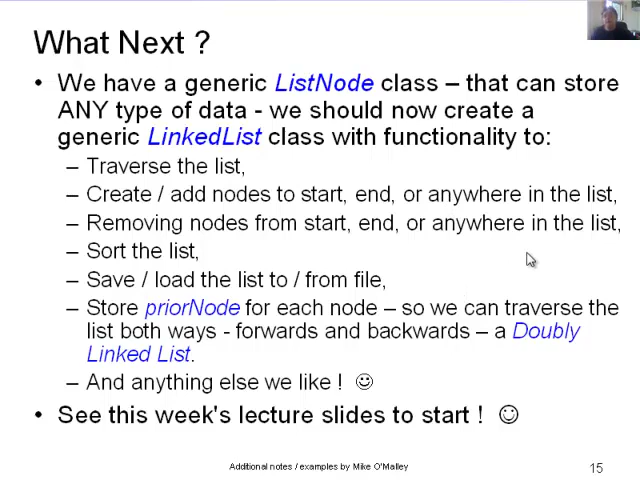 What Next ?
• We have a generic ListNode class – that can store
ANY type of data - we should now create a
generic LinkedList class with functionality to:
– Traverse the list,
– Create / add nodes to start, end, or anywhere in the list,
– Removing nodes from start, end, or anywhere in the list,
– Sort the list,
– Save / load the list to / from file,
– Store priorNode for each node – so we can traverse the
list both ways - forwards and backwards – a Doubly
Linked List.
– And anything else we like ! ☺
• See this week's lecture slides to start ! ☺
Additional notes / examples by Mike O'Malley
15